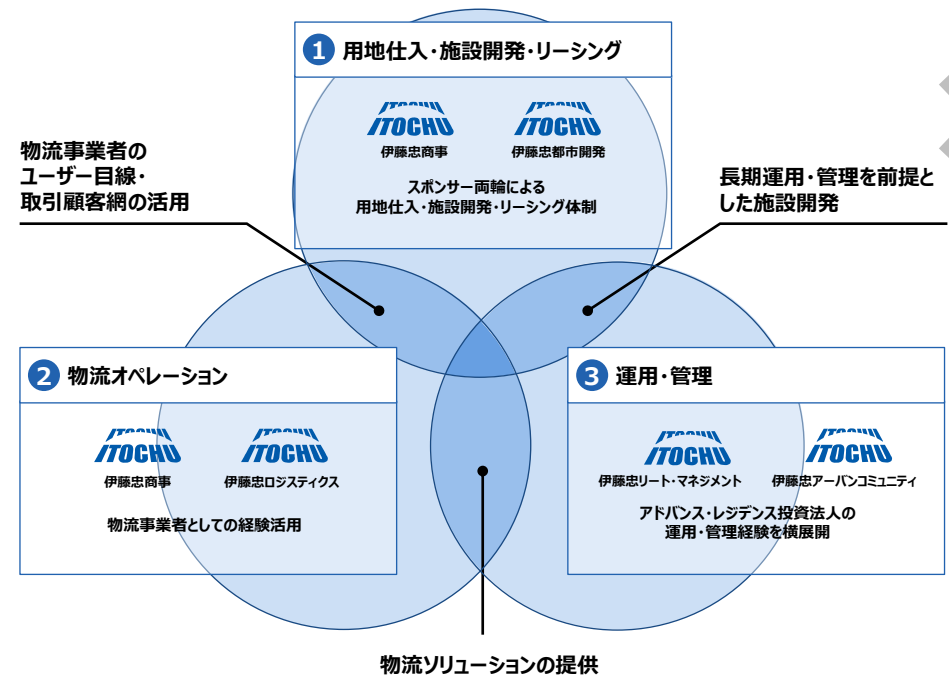 1 用地仕入・施設開発・リーシング
ITOCHU ITOCHU
ITOCHU ITOCHU
伊藤忠商事 伊藤忠都市開発
スポンサー両輪による
用地仕入・施設開発・リーシング体制
物流事業者の
ユーザー目線・
取引顧客網の活用
長期運用・管理を前提と
した施設開発
2 物流オペレーション
ITOCHU ITOCHU
ITOCHU ITOCHU
伊藤忠商事 伊藤忠ロジスティクス
物流事業者としての経験活用
3 運用・管理
ITOCHU ITOCHU
ITOCHU ITOCHU
伊藤忠リート・マネジメント 伊藤忠アーバンコミュニティ
アドバンス・レジデンス投資法人の
運用・管理経験を横展開
物流ソリューションの提供